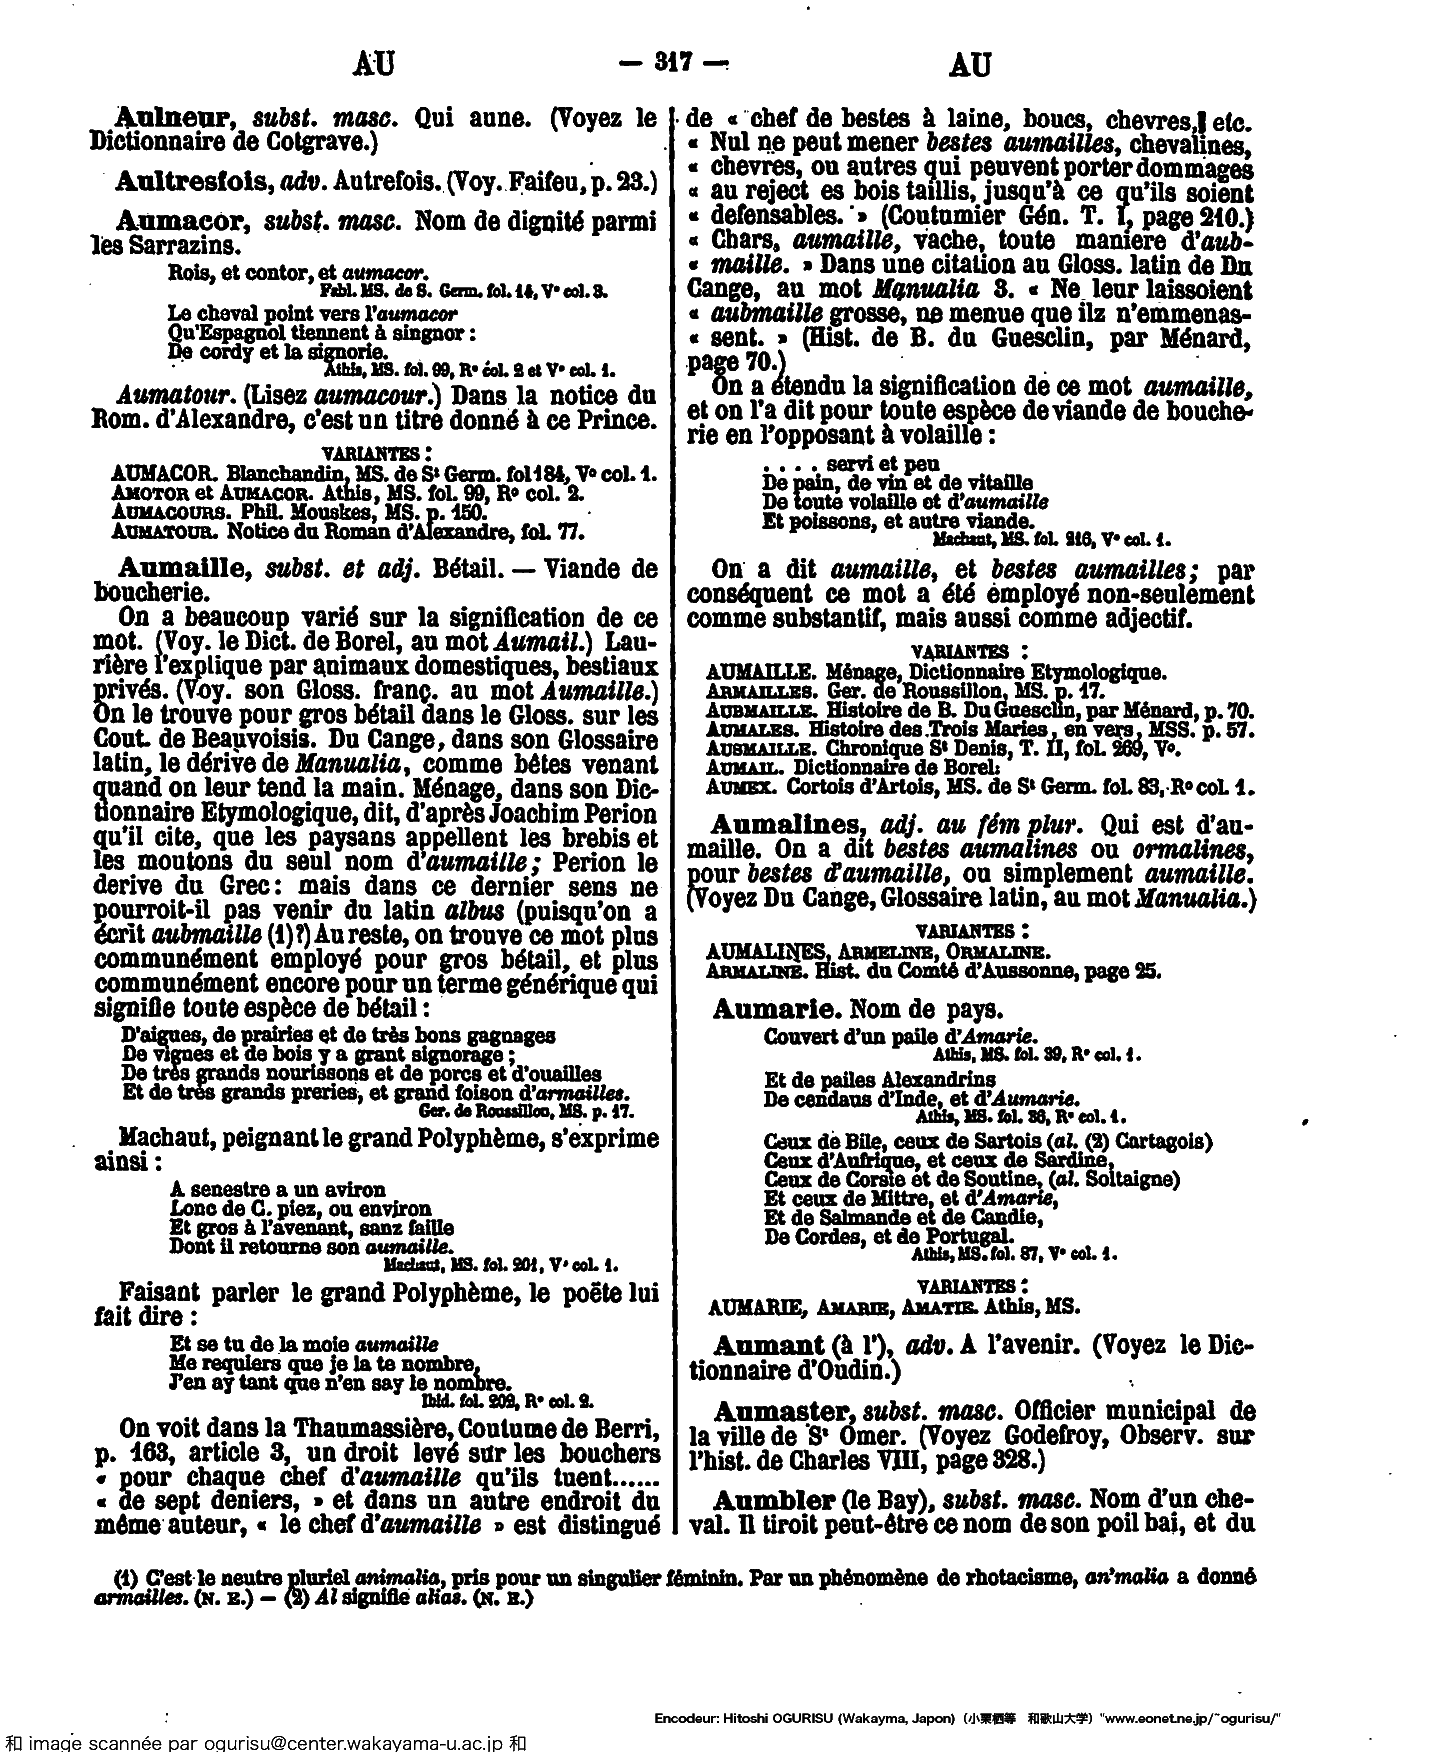 AU — 317 — AU
Aulneur, subst. masc. Qui aune. (Voyez le
Dictionnaire de Cotgrave.)
Aultresfois, adv. Autrefois. (Voy. Faifeu, p. 23.)
Aumacor, subst. masc. Nom de dignité parmi
les Sarrazins.
Rois, et contor, et aumacor.
Fabl. MS. de S. Germ. fol. 14, Vº col. 3.
Le cheval point vers l'aumacor
Qu'Espagnol tiennent à singnor :
De cordy et la signorie.
Athis, MS. fol. 99, Rº col. 2 et Vº col. 1.
Aumatour. (Lisez aumacour.) Dans la notice du
Rom. d'Alexandre, c'est un titre donné à ce Prince.
VARIANTES :
AUMACOR. Blanchandin, MS. de St Germ. fol 184, Vº col. 1.
AMOTOR et AUMACOR. Athis, MS. fol. 99, Rº col. 2.
AUMACOURS. Phil. Mouskes, MS. p. 150.
AUMATOUR. Notice du Roman d'Alexandre, fol. 77.
Aumaille, subst. et adj. Bétail. — Viande de
boucherie.
On a beaucoup varié sur la signification de ce
mot. (Voy. le Dict. de Borel, au mot Aumail.) Lau-
rière l'explique par animaux domestiques, bestiaux
privés. (Voy. son Gloss. franç. au mot Aumaille.)
On le trouve pour gros bétail dans le Gloss. sur les
Cout. de Beauvoisis. Du Cange, dans son Glossaire
latin, le dérive de Manualia, comme bêtes venant
quand on leur tend la main. Ménage, dans son Dic-
tionnaire Etymologique, dit, d'après Joachim Perion
qu'il cite, que les paysans appellent les brebis et
les moutons du seul nom d'aumaille ; Perion le
derive du Grec : mais dans ce dernier sens ne
pourroit-il pas venir du latin albus (puisqu'on a
écrit aubmaille (1)?) Au reste, on trouve ce mot plus
communément employé pour gros bétail, et plus
communément encore pour un terme générique qui
signifie toute espèce de bétail :
D'aigues, de prairies et de très bons gagnages
De vignes et de bois y a grant signorage ;
De très grands nourissons et de porcs et d'ouailles
Et de très grands preries, et grand foison d'armailles.
Ger. de Roussillon, MS. p. 17.
Machaut, peignant le grand Polyphème, s'exprime
ainsi :
A senestre a un aviron
Lonc de C. piez, ou environ
Et gros à l'avenant, sanz faille
Dont il retourne son aumaille.
Machaut, MS. fol. 201, Vº col. 1.
Faisant parler le grand Polyphème, le poëte lui
fait dire :
Et se tu de la moie aumaille
Me requiers que je la te nombre,
J'en ay tant que n'en say le nombre.
Ibid. fol. 202, Rº col. 2.
On voit dans la Thaumassière, Coutume de Berri,
p. 163, article 3, un droit levé sur les bouchers
« pour chaque chef d'aumaille qu'ils tuent......
« de sept deniers, » et dans un autre endroit du
même auteur, « le chef d'aumaille » est distingué
de « chef de bestes à laine, boucs, chevres, etc.
« Nul ne peut mener bestes aumailles, chevalines,
« chevres, ou autres qui peuvent porter dommages
« au reject es bois taillis, jusqu'à ce qu'ils soient
« defensables. » (Coutumier Gén. T. I, page 210.)
« Chars, aumaille, vache, toute maniere d'aub-
« maille. » Dans une citation au Gloss. latin de Du
Cange, au mot Manualia 3. « Ne leur laissoient
« aubmaille grosse, ne menue que ilz n'emmenas-
« sent. » (Hist. de B. du Guesclin, par Ménard,
page 70.)
On a étendu la signification de ce mot aumaille,
et on l'a dit pour toute espèce de viande de bouche-
rie en l'opposant à volaille :
. . . . servi et peu
De pain, de vin et de vitaille
De toute volaille et d'aumaille
Et poissons, et autre viande.
Machaut, MS. fol. 216, Vº col. 1.
On a dit aumaille, et bestes aumailles ; par
conséquent ce mot a été employé non-seulement
comme substantif, mais aussi comme adjectif.
VARIANTES :
AUMAILLE. Ménage, Dictionnaire Etymologique.
ARMAILLES. Ger. de Roussillon, MS. p. 17.
AUBMAILLE. Histoire de B. Du Guesclin, par Ménard, p. 70.
AUMALES. Histoire des Trois Maries, en vers, MSS. p. 57.
AUSMAILLE. Chronique St Denis, T. II, fol. 269, Vº.
AUMAIL. Dictionnaire de Borel.
AUMEX. Cortois d'Artois, MS. de St Germ. fol. 83, Rº col. 1.
Aumalines, adj. au fém plur. Qui est d'au-
maille. On a dit bestes aumalines ou ormalines,
pour bestes d'aumaille, ou simplement aumaille.
(Voyez Du Cange, Glossaire latin, au mot Manualia.)
VARIANTES :
AUMALINES, ARMELINE, ORMALINE.
ARMALINE. Hist. du Comté d'Aussonne, page 25.
Aumarie. Nom de pays.
Couvert d'un paile d'Amarie.
Athis, MS. fol. 39, Rº col. 1.
Et de pailes Alexandrins
De cendaus d'Inde, et d'Aumarie.
Athis, MS. fol. 36, Rº col. 1.
Ceux de Bile, ceux de Sartois (al. (2) Cartagois)
Ceux d'Aufrique, et ceux de Sardine,
Ceux de Corsie et de Soutine, (al. Soltaigne)
Et ceux de Mittre, et d'Amarie,
Et de Salmande et de Candie,
De Cordes, et de Portugal.
Athis, MS. fol. 87, Vº col. 1.
VARIANTES :
AUMARIE, AMARIE, AMATIE. Athis, MS.
Aumant (à l'), adv. A l'avenir. (Voyez le Dic-
tionnaire d'Oudin.)
Aumaster, subst. masc. Officier municipal de
la ville de St Omer. (Voyez Godefroy, Observ. sur
l'hist. de Charles VIII, page 328.)
Aumbler (le Bay), subst. masc. Nom d'un che-
val. Il tiroit peut-être ce nom de son poil bai, et du
(1) C'est le neutre pluriel animalia, pris pour un singulier féminin. Par un phénomène de rhotacisme, an'malia a donné
armailles. (N. E.) — (2) Al signifie alias. (N. E.)
Encodeur: Hitoshi OGURISU (Wakayma, Japon) (小栗栖等 和歌山大学) "www.eonet.ne.jp/~ogurisu/"
和 image scannée par ogurisu@center.wakayama-u.ac.jp 和